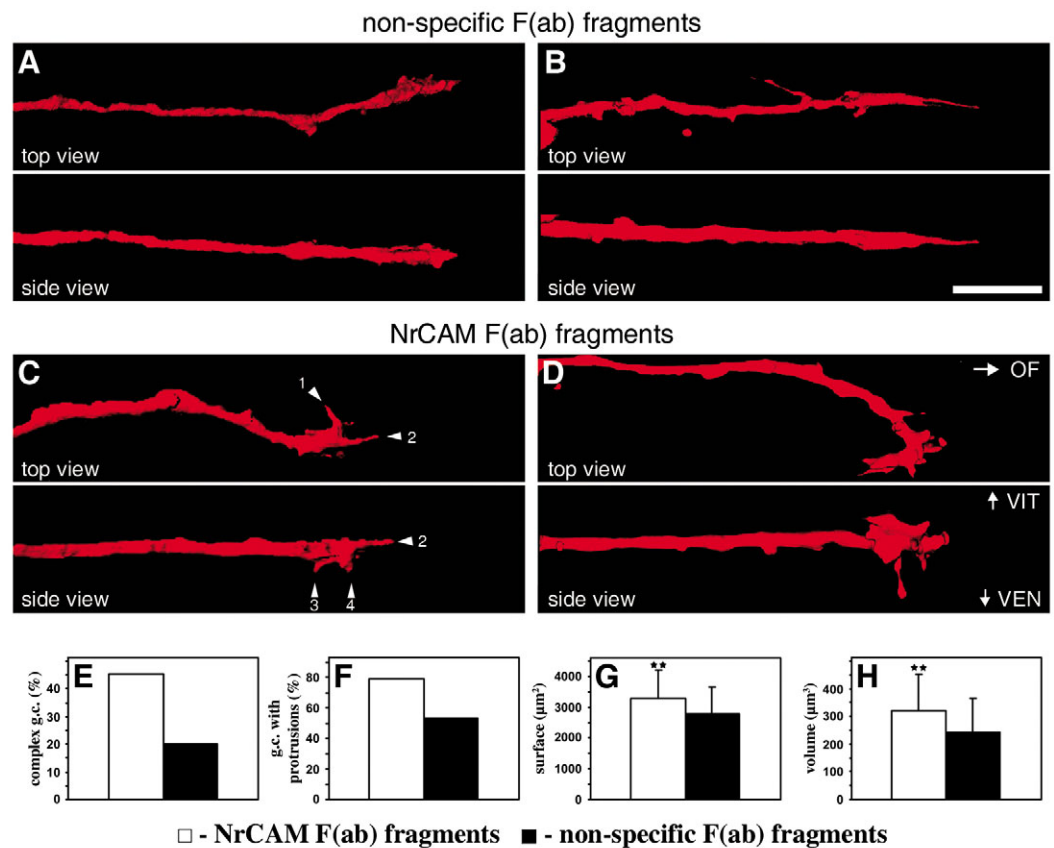 non-specific F(ab) fragments
A
top view
side view
B
top view
side view
NrCAM F(ab) fragments
C
1
2
top view
2
3 4
side view
D
→ OF
top view
↑ VIT
side view
↓ VEN
E
complex g.c. (%)
40
30
20
10
0
F
g.c. with
protrusions (%)
80
60
40
20
0
G
surface (µm²)
4000
3000
2000
1000
0
**
H
volume (µm³)
400
300
200
100
0
**
□ - NrCAM F(ab) fragments ■ - non-specific F(ab) fragments